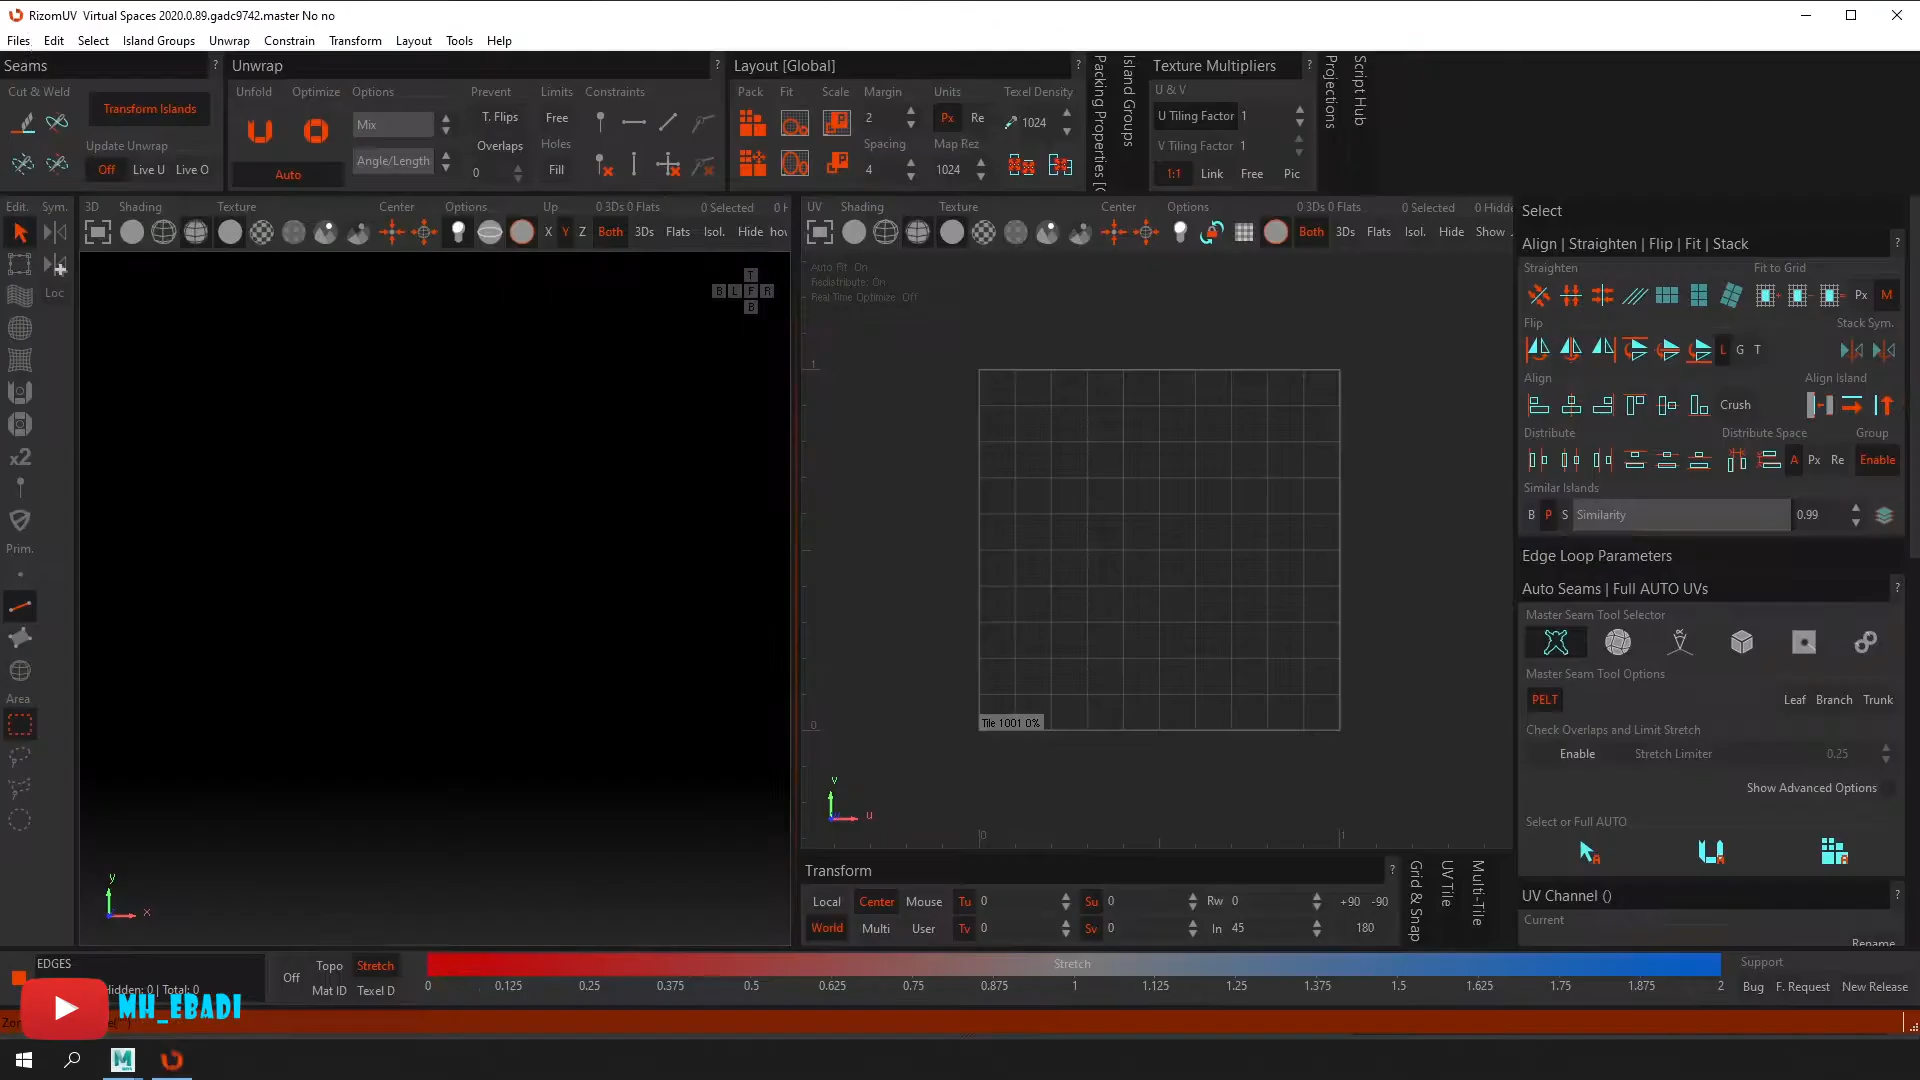 RizomUV Virtual Spaces 2020.0.89.gadc9742.master No no
Files Edit Select Island Groups Unwrap Constrain Transform Layout Tools Help
Seams ? Unwrap ? Layout [Global] ? Texture Multipliers ?
Packing Properties [G
Island Groups
Projections
Script Hub
Cut & Weld Unfold Optimize Options Prevent Limits Constraints Pack Fit Scale Margin Units Texel Density U & V
Transform Islands Mix T. Flips Free 2 Px Re 1024 U Tiling Factor 1
Update Unwrap Overlaps Holes Spacing Map Rez V Tiling Factor 1
Off Live U Live O Auto Angle/Length 0 Fill 4 1024 1:1 Link Free Pic
Edit. Sym. 3D Shading Texture Center Options Up 0 3Ds 0 Flats 0 Selected UV Shading Texture Center Options 0 3Ds 0 Flats 0 Selected 0 Hidde Select
X Y Z Both 3Ds Flats Isol. Hide Both 3Ds Flats Isol. Hide Show
Align | Straighten | Flip | Fit | Stack ?
Straighten Fit to Grid
Auto Fit: On
Redistribute: On
Real Time Optimize: Off
T
B L F R
B
Loc
Px M
Flip Stack Sym.
L G T
Align Align Island
Crush
Distribute Distribute Space Group
A Px Re Enable
x2
Similar Islands
B P S Similarity 0.99
Prim.
Edge Loop Parameters
Auto Seams | Full AUTO UVs ?
Master Seam Tool Selector
Master Seam Tool Options
Area
PELT Leaf Branch Trunk
1
0
Tile 1001 0%
Check Overlaps and Limit Stretch
Enable Stretch Limiter 0.25
Show Advanced Options
v
u
0 1
Select or Full AUTO
y
x
Transform ?
Grid & Snap
UV Tile
Multi-Tile
UV Channel () ?
Local Center Mouse Tu 0 Su 0 Rw 0 +90 -90
World Multi User Tv 0 Sv 0 In 45 180
Current
Rename
EDGES Off Topo Stretch Stretch Support
Hidden: 0 | Total: 0 Mat ID Texel D 0 0.125 0.25 0.375 0.5 0.625 0.75 0.875 1 1.125 1.25 1.375 1.5 1.625 1.75 1.875 2 Bug F. Request New Release
MH_EBADI